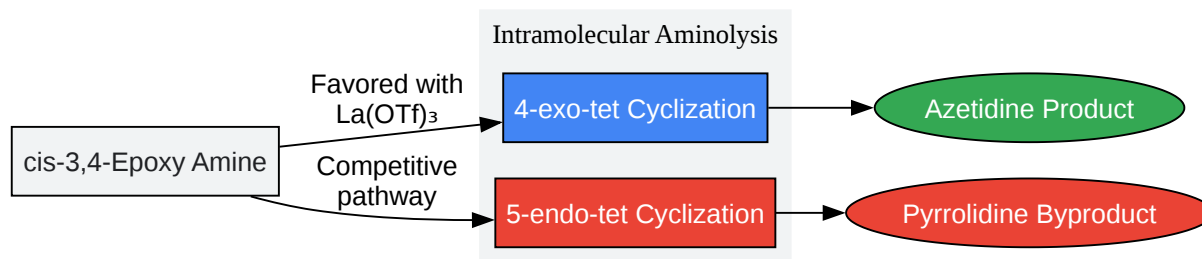 Intramolecular Aminolysis
Favored with
La(OTf)₃
4-exo-tet Cyclization
Azetidine Product
cis-3,4-Epoxy Amine
Competitive
pathway
5-endo-tet Cyclization
Pyrrolidine Byproduct